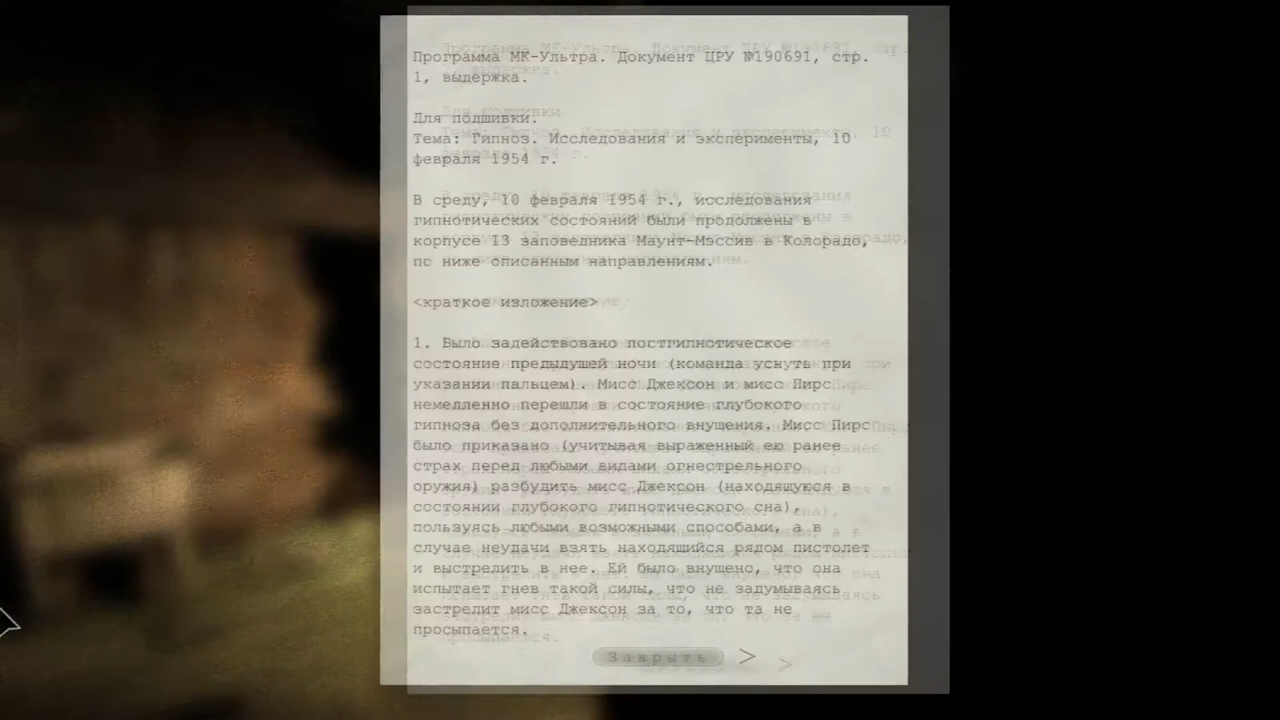 Программа МК-Ультра. Документ ЦРУ №190691, стр.
1, выдержка.
Для подшивки.
Тема: Гипноз. Исследования и эксперименты, 10
февраля 1954 г.
В среду, 10 февраля 1954 г., исследования
гипнотических состояний были продолжены в
корпусе 13 заповедника Маунт-Мэссив в Колорадо,
по ниже описанным направлениям.
<краткое изложение>
1. Было задействовано постгипнотическое
состояние предыдущей ночи (команда уснуть при
указании пальцем). Мисс Джексон и мисс Пирс
немедленно перешли в состояние глубокого
гипноза без дополнительного внушения. Мисс Пирс
было приказано (учитывая выраженный ею ранее
страх перед любыми видами огнестрельного
оружия) разбудить мисс Джексон (находящуюся в
состоянии глубокого гипнотического сна),
пользуясь любыми возможными способами, а в
случае неудачи взять находящийся рядом пистолет
и выстрелить в нее. Ей было внушено, что она
испытает гнев такой силы, что не задумываясь
застрелит мисс Джексон за то, что та не
просыпается.
Закрыть >